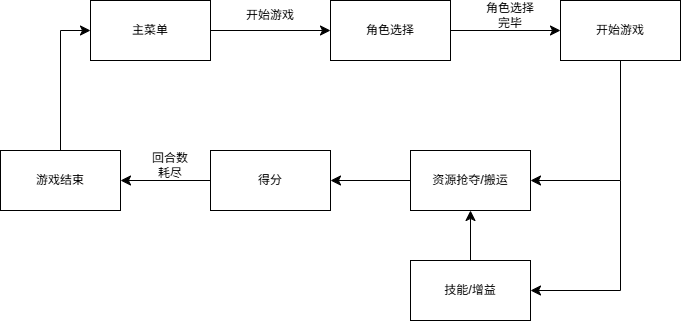 主菜单
开始游戏
角色选择
角色选择
完毕
开始游戏
游戏结束
回合数
耗尽
得分
资源抢夺/搬运
技能/增益